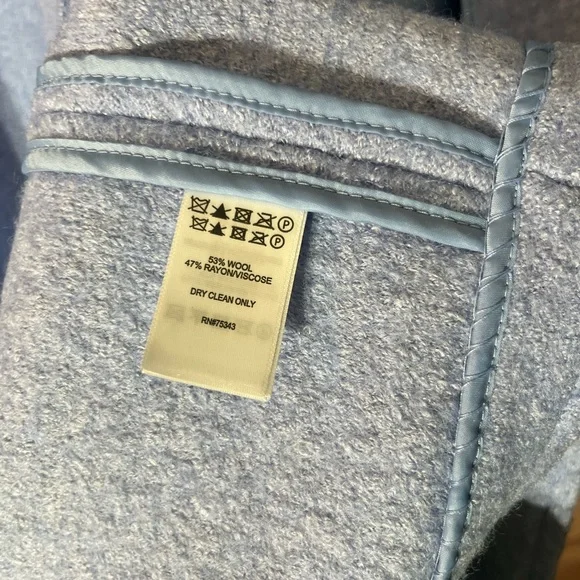 53% WOOL
47% RAYON/VISCOSE
DRY CLEAN ONLY
RN#75343